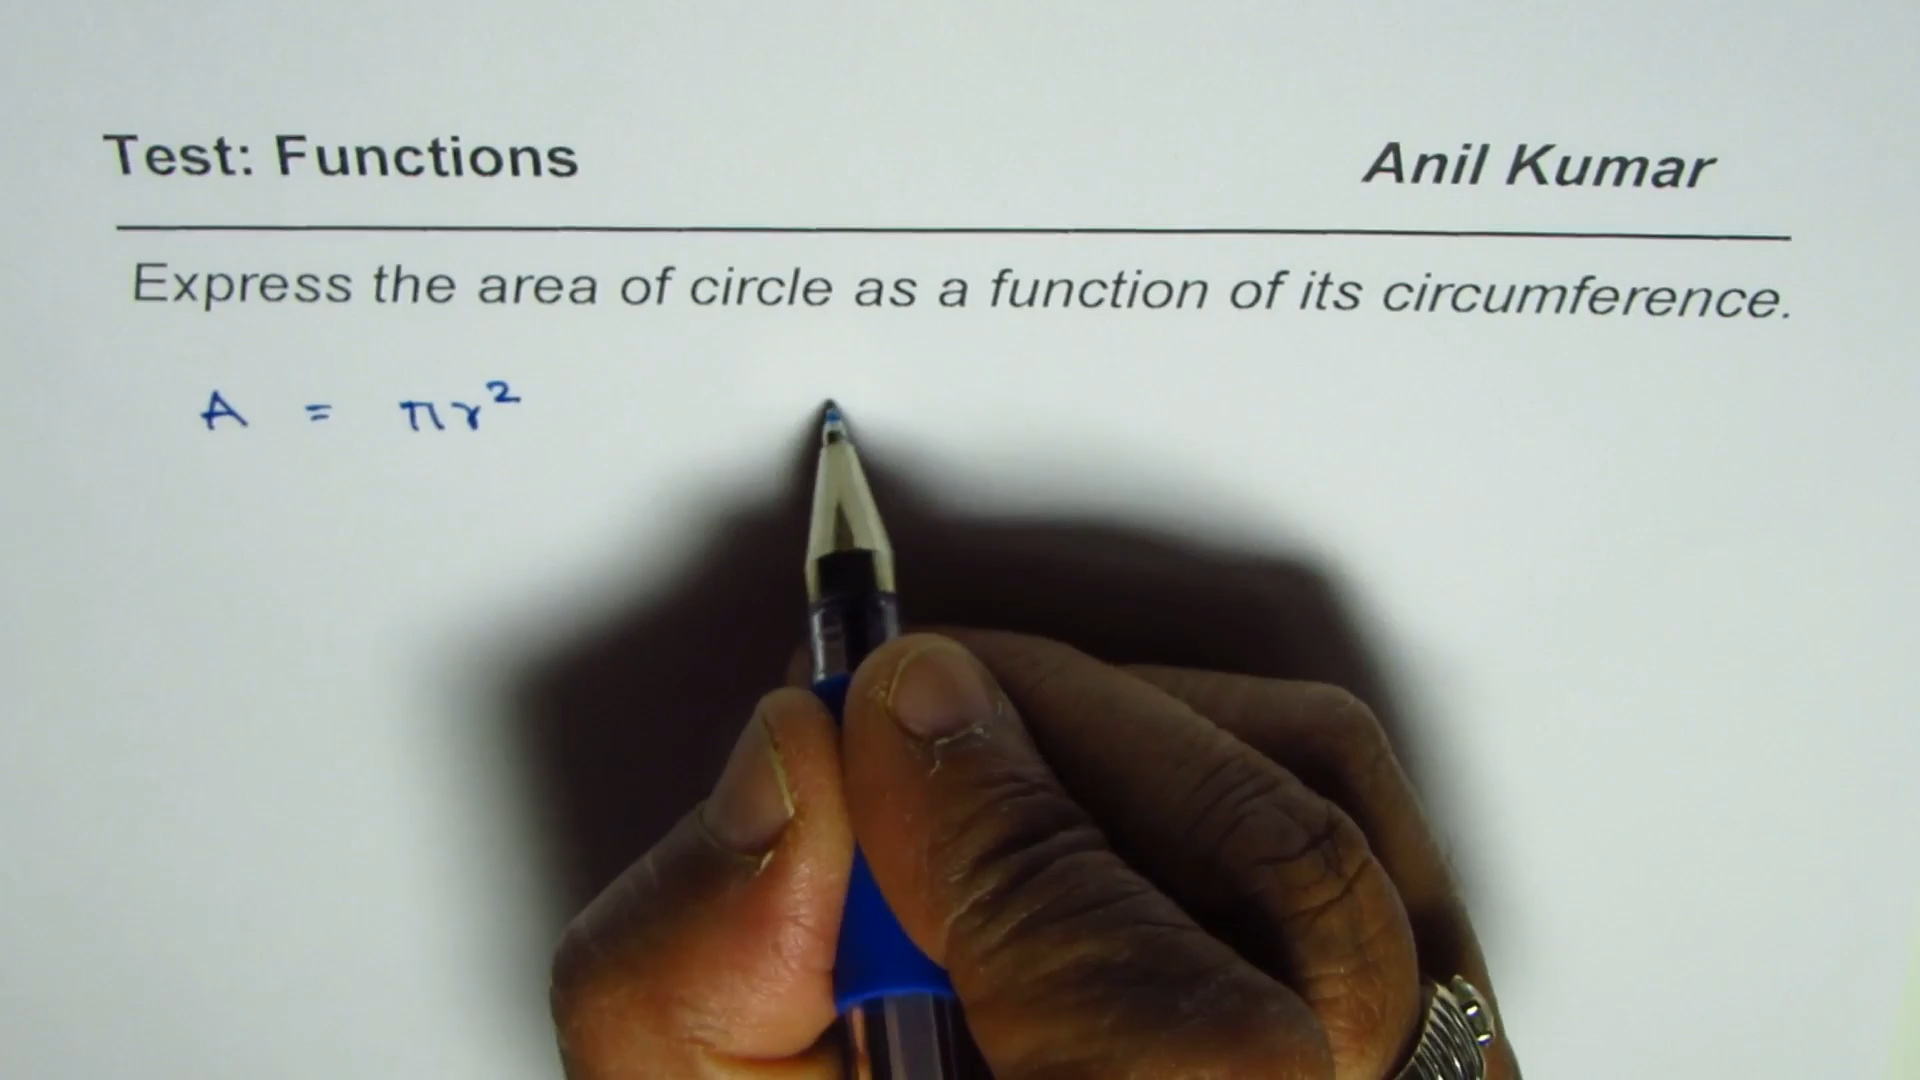 Test: Functions Anil Kumar
Express the area of circle as a function of its circumference.
A = πr²